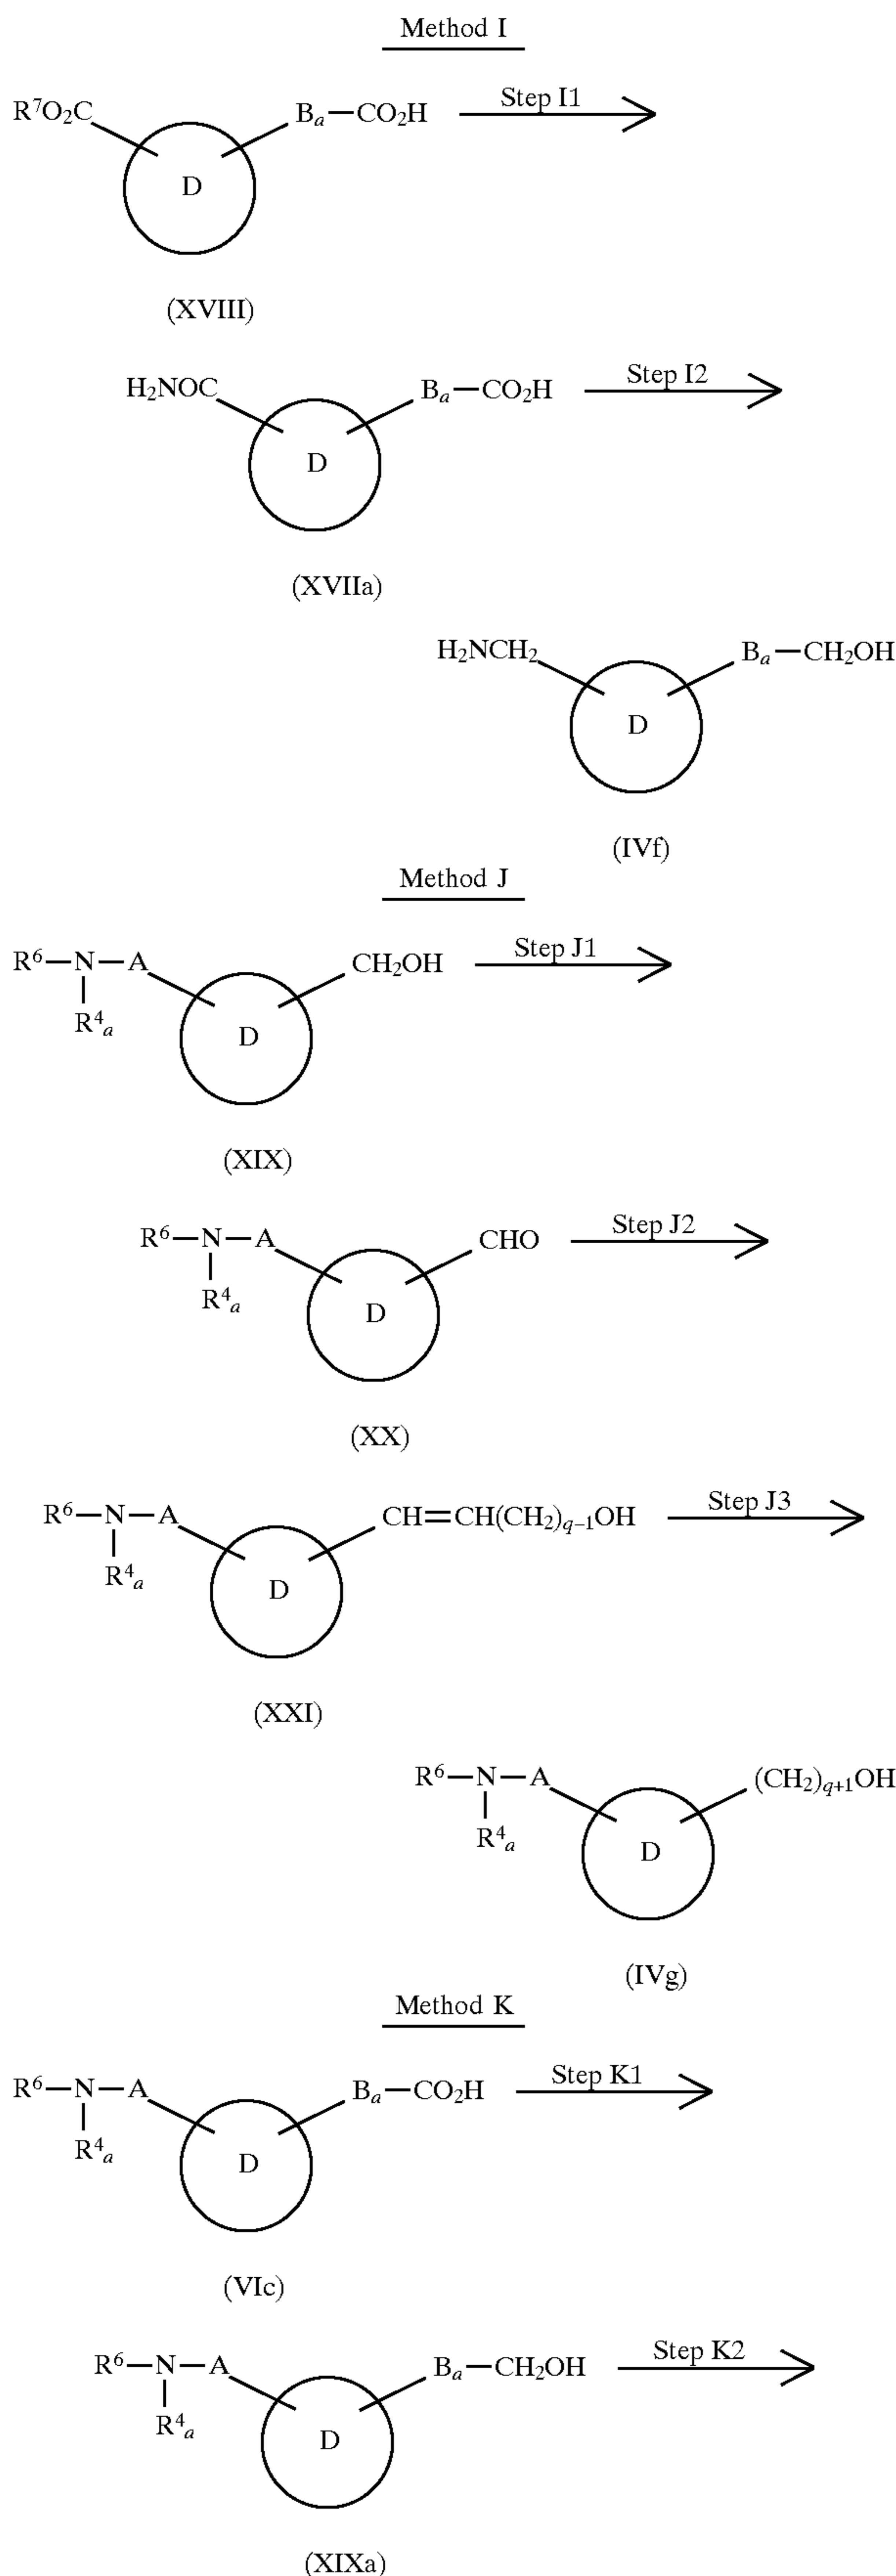 Method I
R⁷O₂C Bₐ—CO₂H Step I1
D
(XVIII)
H₂NOC Bₐ—CO₂H Step I2
D
(XVIIa)
H₂NCH₂ Bₐ—CH₂OH
D
(IVf)
Method J
R⁶—N—A CH₂OH Step J1
R⁴ₐ D
(XIX)
R⁶—N—A CHO Step J2
R⁴ₐ D
(XX)
R⁶—N—A CH=CH(CH₂)q–1OH Step J3
R⁴ₐ D
(XXI)
R⁶—N—A (CH₂)q+1OH
R⁴ₐ D
(IVg)
Method K
R⁶—N—A Bₐ—CO₂H Step K1
R⁴ₐ D
(VIc)
R⁶—N—A Bₐ—CH₂OH Step K2
R⁴ₐ D
(XIXa)